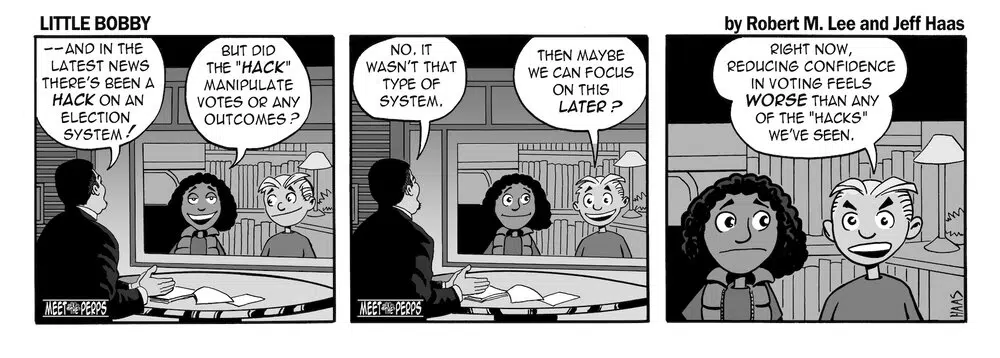 LITTLE BOBBY
by Robert M. Lee and Jeff Haas
--AND IN THE
LATEST NEWS
THERE'S BEEN A
HACK ON AN
ELECTION
SYSTEM!
BUT DID
THE "HACK"
MANIPULATE
VOTES OR ANY
OUTCOMES?
MEET THE PERPS
NO, IT
WASN'T THAT
TYPE OF
SYSTEM.
THEN MAYBE
WE CAN FOCUS
ON THIS
LATER?
MEET THE PERPS
RIGHT NOW,
REDUCING CONFIDENCE
IN VOTING FEELS
WORSE THAN ANY
OF THE "HACKS"
WE'VE SEEN.
HAAS